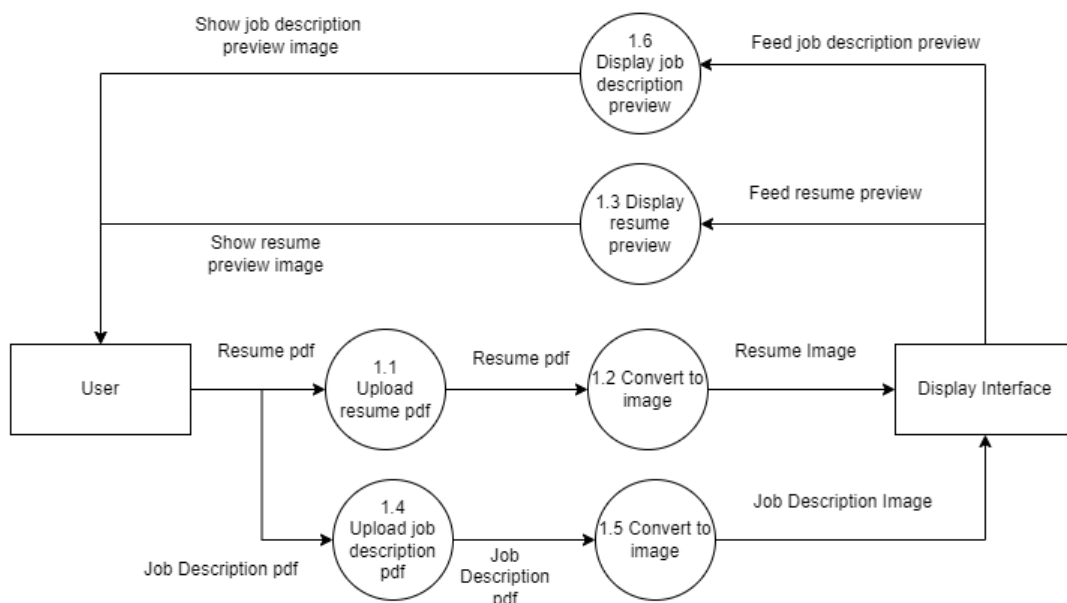 Show job description
preview image
1.6
Display job
description
preview
Feed job description preview
1.3 Display
resume
preview
Feed resume preview
Show resume
preview image
User
Resume pdf
1.1
Upload
resume pdf
Resume pdf
1.2 Convert to
image
Resume Image
Display Interface
Job Description pdf
1.4
Upload job
description
pdf
Job
Description
pdf
1.5 Convert to
image
Job Description Image